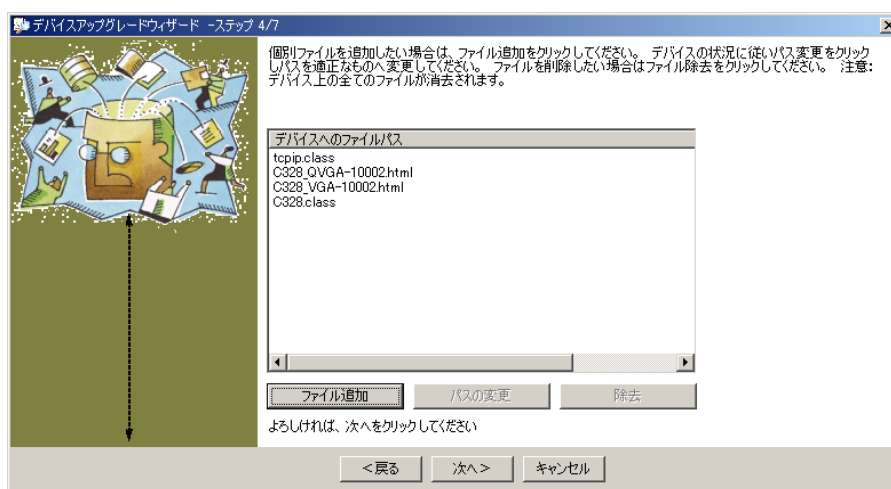 デバイスアップグレードウィザード -ステップ 4/7
個別ファイルを追加したい場合は、ファイル追加をクリックしてください。 デバイスの状況に従いパス変更をクリック
しパスを適正なものへ変更してください。 ファイルを削除したい場合はファイル除去をクリックしてください。 注意:
デバイス上の全てのファイルが消去されます。
デバイスへのファイルパス
tcpip.class
C328_QVGA-10002.html
C328_VGA-10002.html
C328.class
ファイル追加 パスの変更 除去
よろしければ、次へをクリックしてください
<戻る 次へ> キャンセル